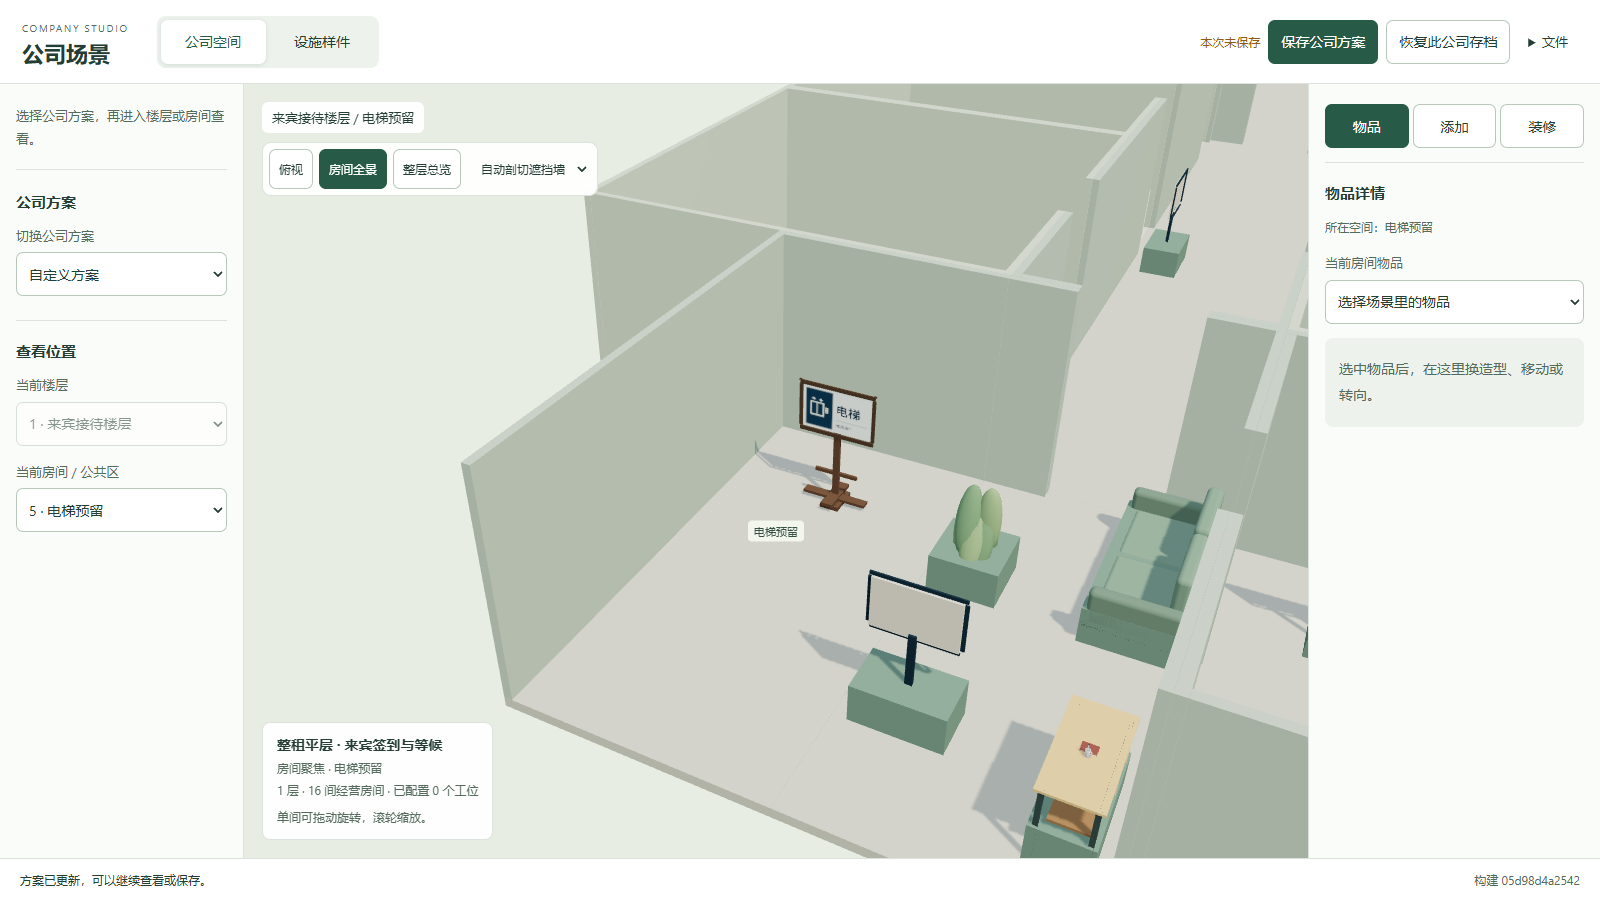 COMPANY STUDIO
公司场景
公司空间
设施样件
本次未保存
保存公司方案
恢复此公司存档
▶ 文件
选择公司方案，再进入楼层或房间查看。
公司方案
切换公司方案
自定义方案
查看位置
当前楼层
1 · 来宾接待楼层
当前房间 / 公共区
5 · 电梯预留
来宾接待楼层 / 电梯预留
俯视
房间全景
整层总览
自动剖切遮挡墙
电梯
电梯预留
整租平层 · 来宾签到与等候
房间聚焦 · 电梯预留
1 层 · 16 间经营房间 · 已配置 0 个工位
单间可拖动旋转，滚轮缩放。
物品
添加
装修
物品详情
所在空间：电梯预留
当前房间物品
选择场景里的物品
选中物品后，在这里换造型、移动或转向。
方案已更新，可以继续查看或保存。
构建 05d98d4a2542